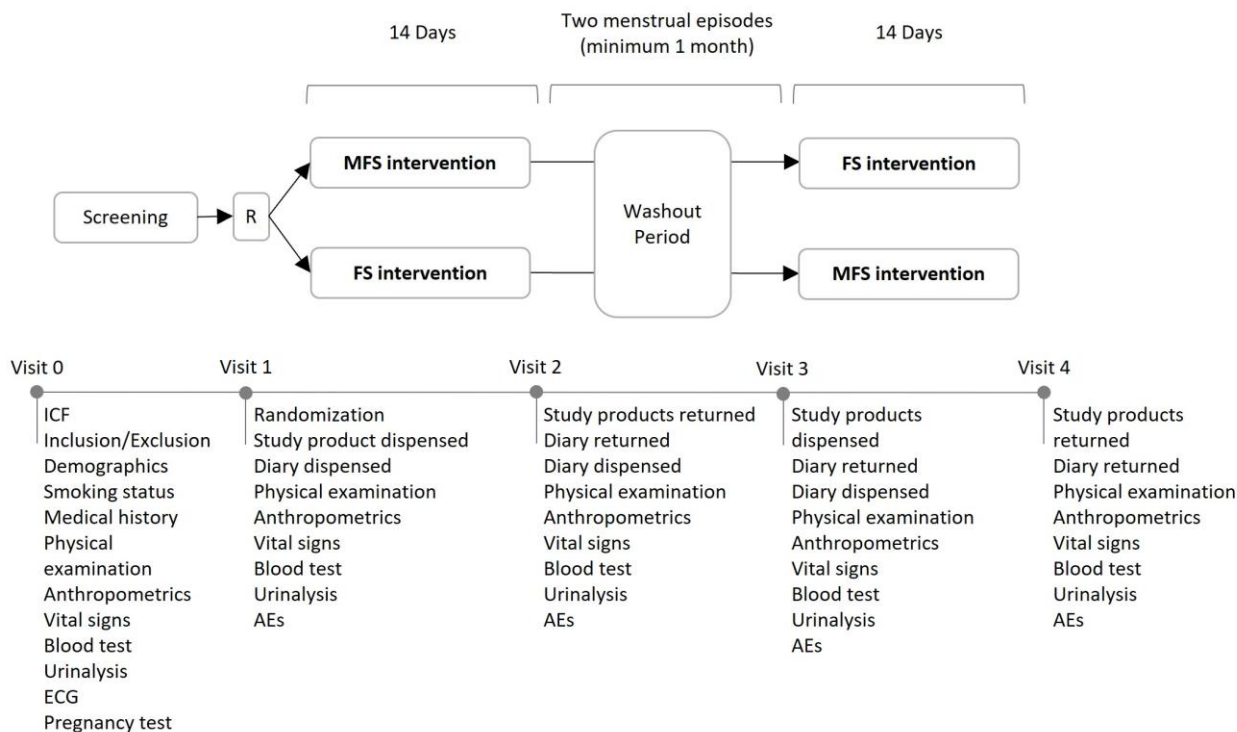 14 Days
Two menstrual episodes
(minimum 1 month)
14 Days
MFS intervention
FS intervention
Screening
R
Washout
Period
FS intervention
MFS intervention
Visit 0
Visit 1
Visit 2
Visit 3
Visit 4
ICF
Inclusion/Exclusion
Demographics
Smoking status
Medical history
Physical
examination
Anthropometrics
Vital signs
Blood test
Urinalysis
ECG
Pregnancy test
Randomization
Study product dispensed
Diary dispensed
Physical examination
Anthropometrics
Vital signs
Blood test
Urinalysis
AEs
Study products returned
Diary returned
Diary dispensed
Physical examination
Anthropometrics
Vital signs
Blood test
Urinalysis
AEs
Study products
dispensed
Diary returned
Diary dispensed
Physical examination
Anthropometrics
Vital signs
Blood test
Urinalysis
AEs
Study products
returned
Diary returned
Physical examination
Anthropometrics
Vital signs
Blood test
Urinalysis
AEs